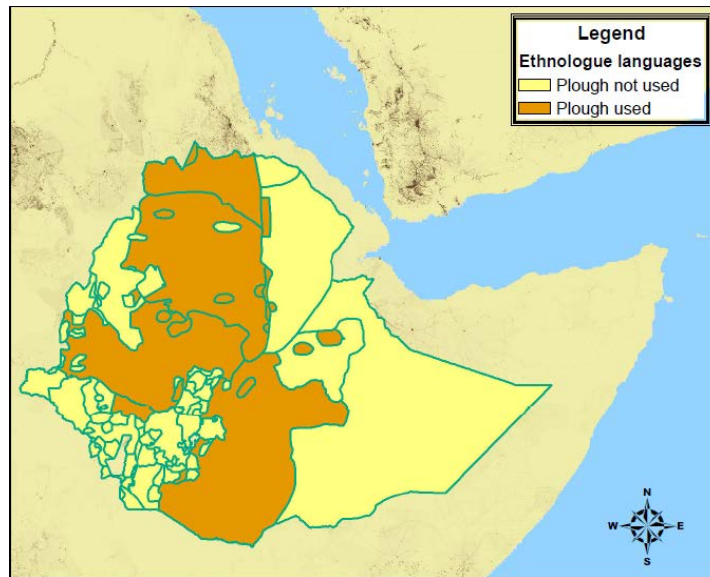 Legend
Ethnologue languages
Plough not used
Plough used
N
W E
S